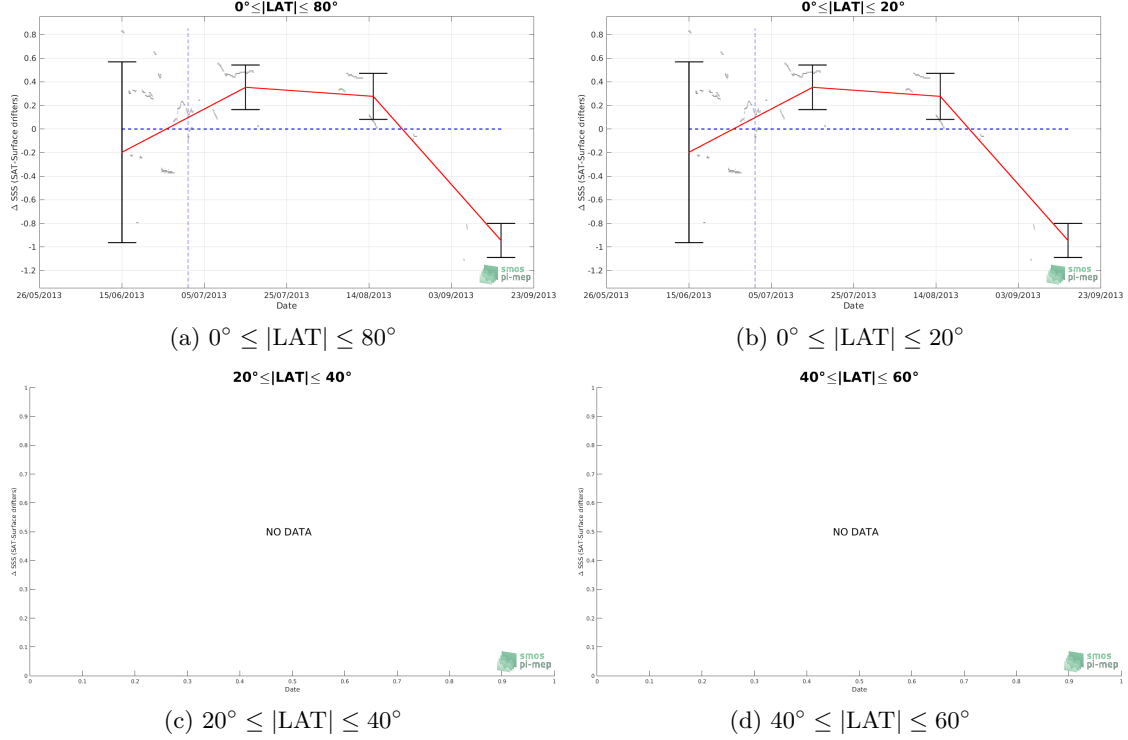 0°≤|LAT|≤ 80°
0.8
0.6
0.4
0.2
0
-0.2
-0.4
-0.6
-0.8
-1
-1.2
Δ SSS (SAT-Surface drifters)
26/05/2013 15/06/2013 05/07/2013 25/07/2013 14/08/2013 03/09/2013 23/09/2013
Date
smos
pi-mep
(a) 0° ≤ |LAT| ≤ 80°
0°≤|LAT|≤ 20°
0.8
0.6
0.4
0.2
0
-0.2
-0.4
-0.6
-0.8
-1
-1.2
Δ SSS (SAT-Surface drifters)
26/05/2013 15/06/2013 05/07/2013 25/07/2013 14/08/2013 03/09/2013 23/09/2013
Date
smos
pi-mep
(b) 0° ≤ |LAT| ≤ 20°
20°≤|LAT|≤ 40°
1
0.9
0.8
0.7
0.6
0.5
0.4
0.3
0.2
0.1
0
Δ SSS (SAT-Surface drifters)
NO DATA
0 0.1 0.2 0.3 0.4 0.5 0.6 0.7 0.8 0.9 1
Date
smos
pi-mep
(c) 20° ≤ |LAT| ≤ 40°
40°≤|LAT|≤ 60°
1
0.9
0.8
0.7
0.6
0.5
0.4
0.3
0.2
0.1
0
Δ SSS (SAT-Surface drifters)
NO DATA
0 0.1 0.2 0.3 0.4 0.5 0.6 0.7 0.8 0.9 1
Date
smos
pi-mep
(d) 40° ≤ |LAT| ≤ 60°